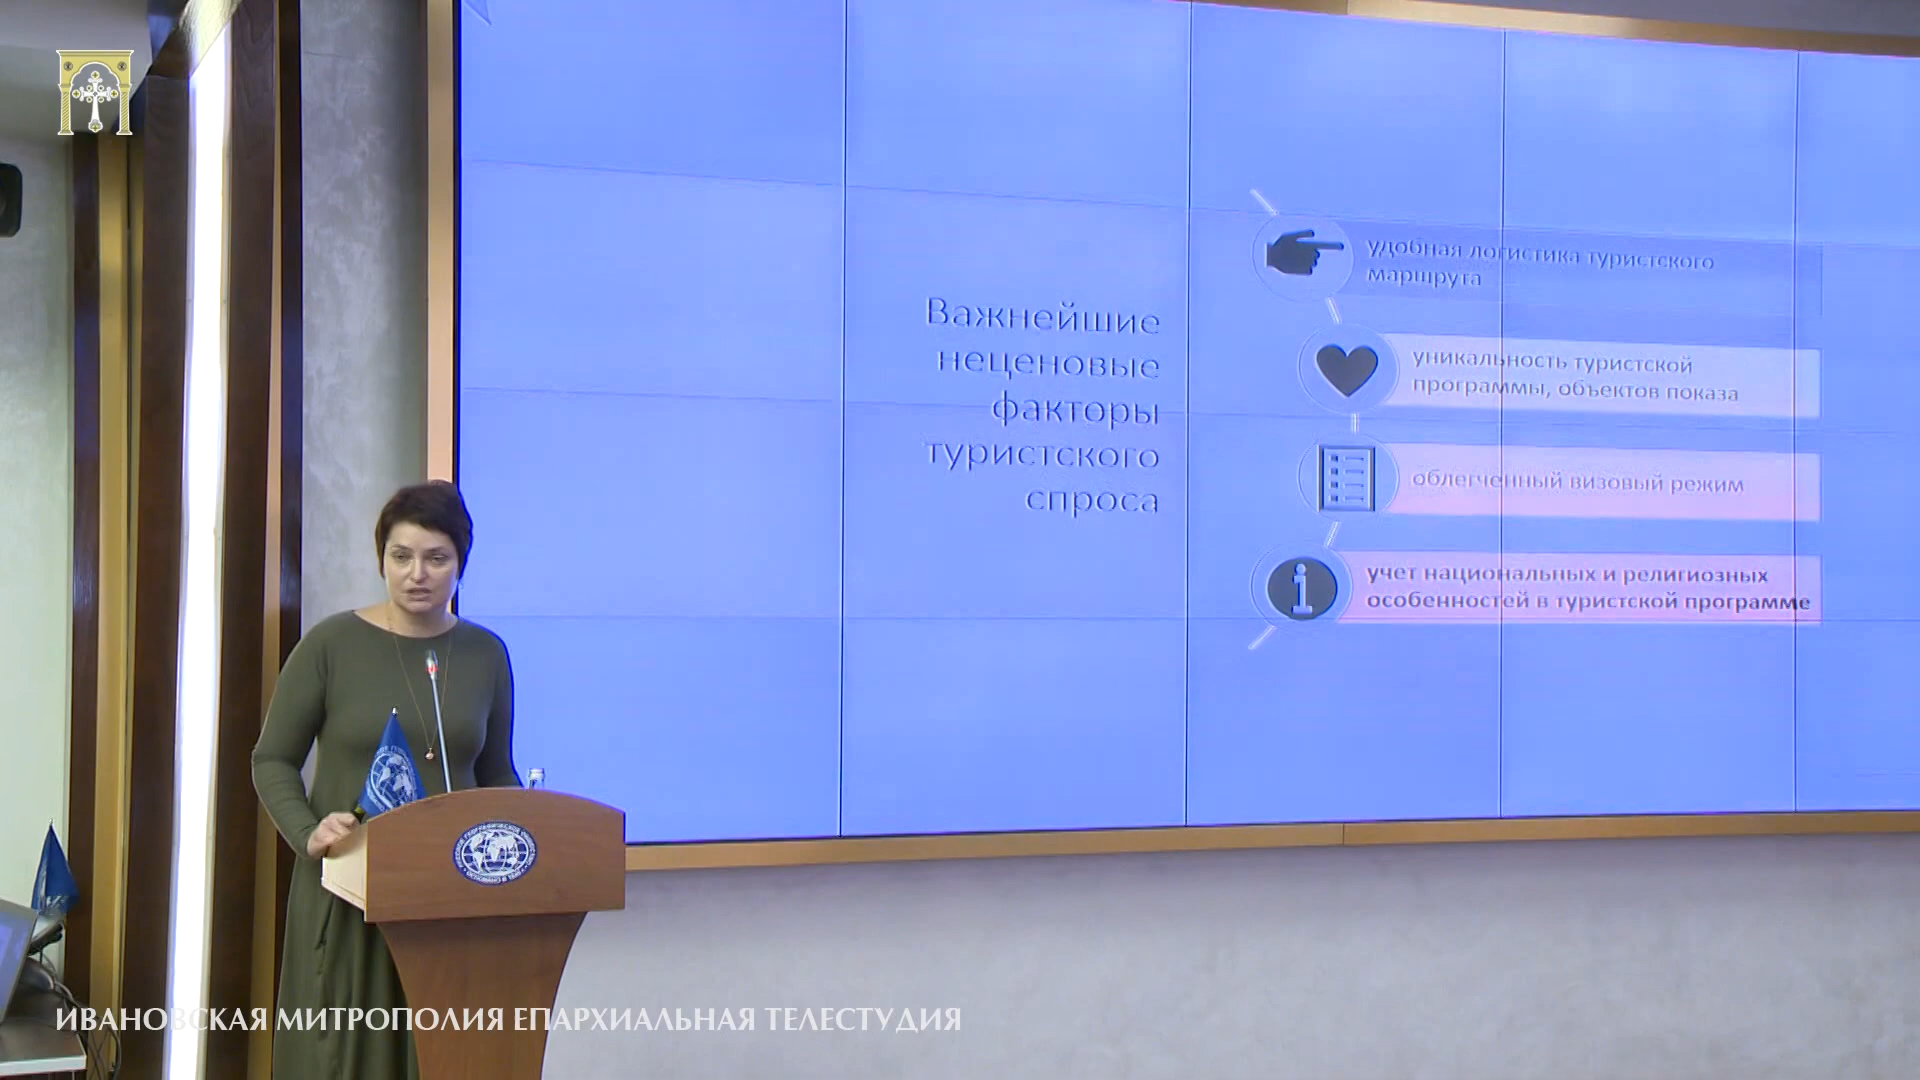 Важнейшие
неценовые
факторы
туристского
спроса
удобная логистика туристского
маршрута
уникальность туристской
программы, объектов показа
облегченный визовый режим
учет национальных и религиозных
особенностей в туристской программе
ИВАНОВСКАЯ МИТРОПОЛИЯ ЕПАРХИАЛЬНАЯ ТЕЛЕСТУДИЯ